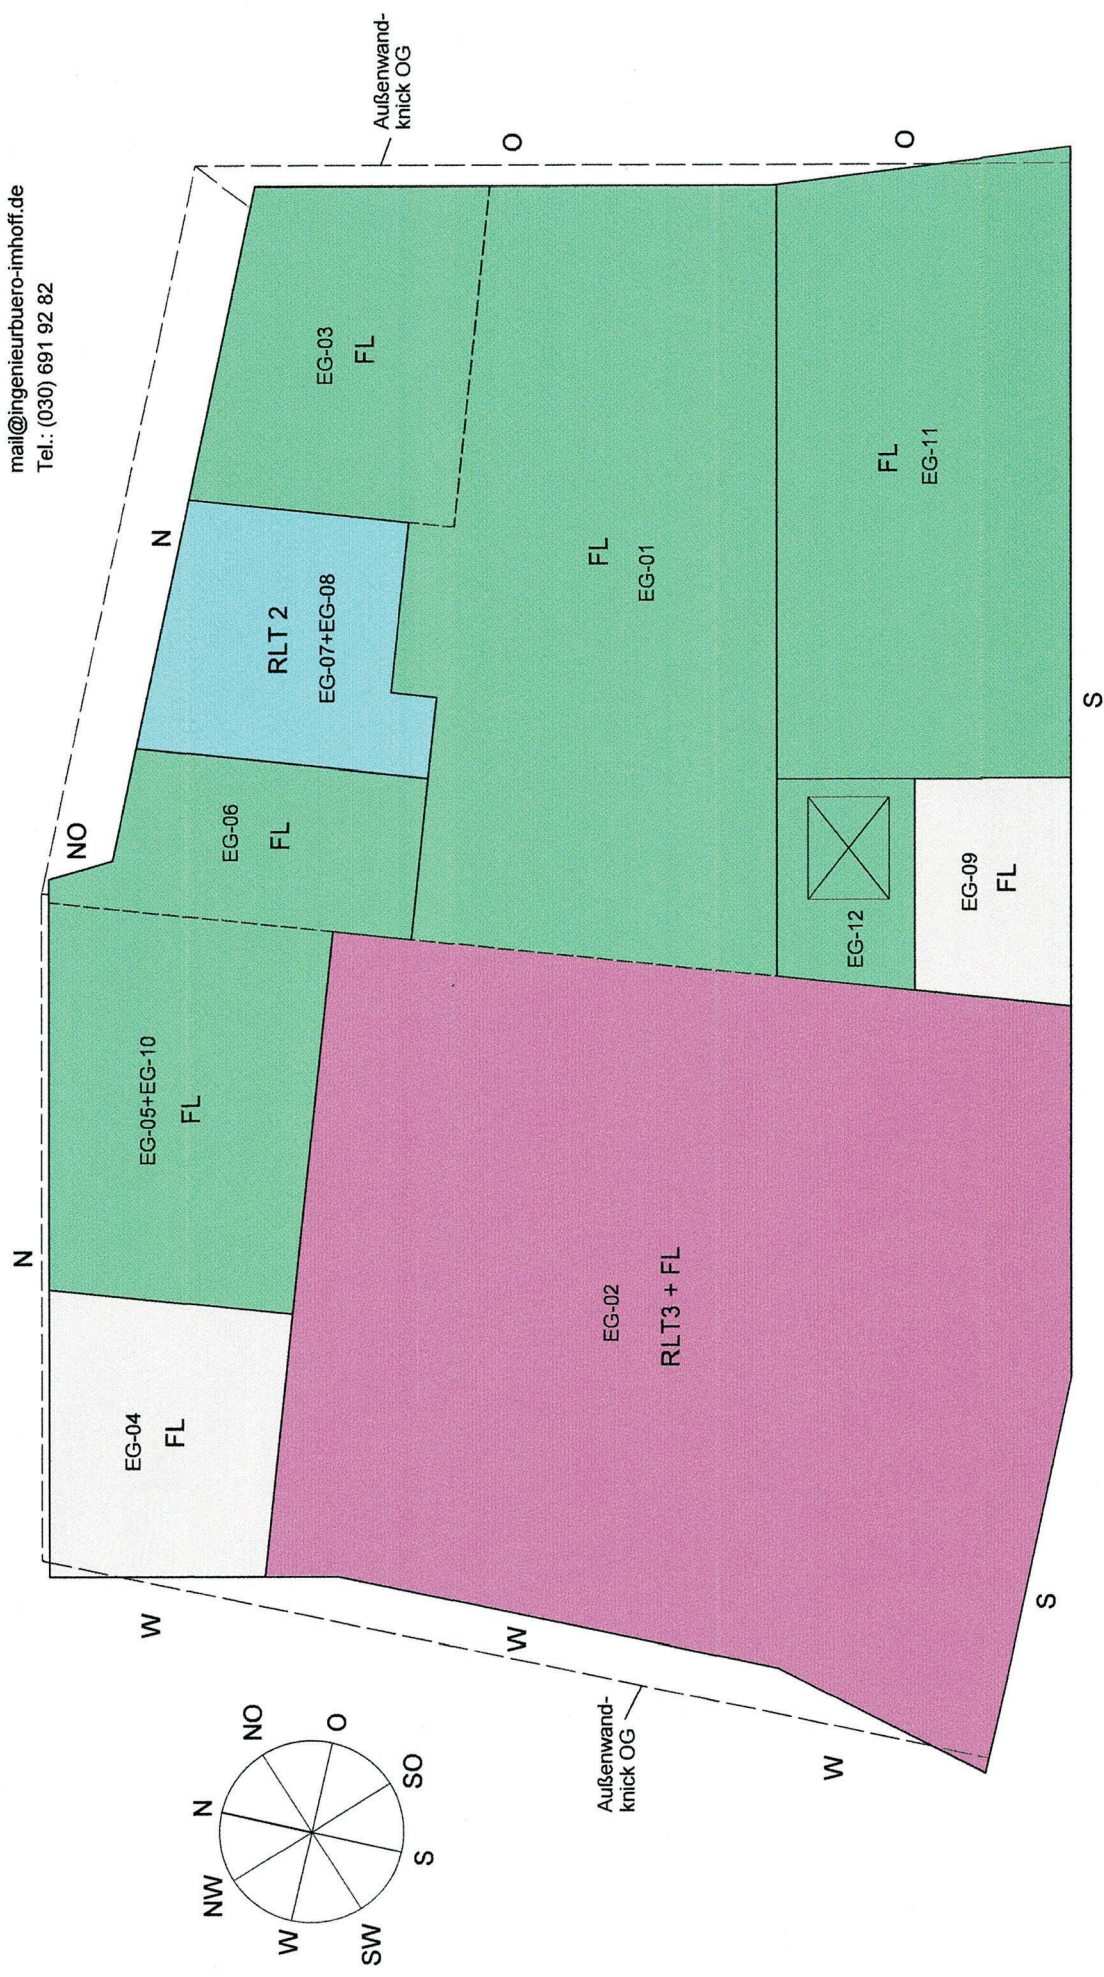 mail@ingenieurbuero-imhoff.de
Tel.: (030) 691 92 82
N
N
NO
N
NO
O
SO
S
SW
W
NW
W
W
W
Außenwand-
knick OG
Außenwand-
knick OG
O
O
S
S
EG-04
FL
EG-05+EG-10
FL
EG-06
FL
RLT 2
EG-07+EG-08
EG-03
FL
FL
EG-01
EG-02
RLT3 + FL
EG-12
EG-09
FL
FL
EG-11